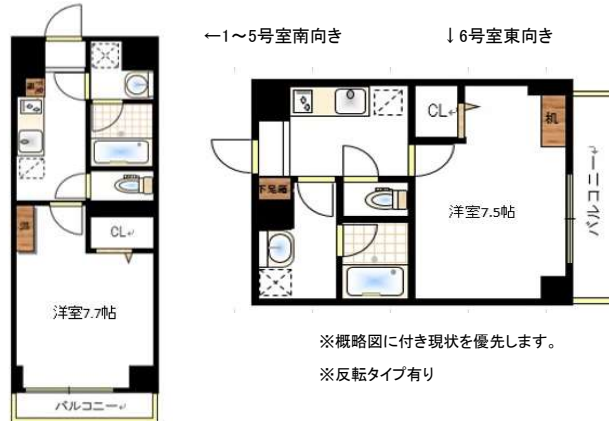 ←1～5号室南向き
↓6号室東向き
CL
洋室7.7帖
バルコニー
CL
机
下足箱
洋室7.5帖
バルコニー
※概略図に付き現状を優先します。
※反転タイプ有り